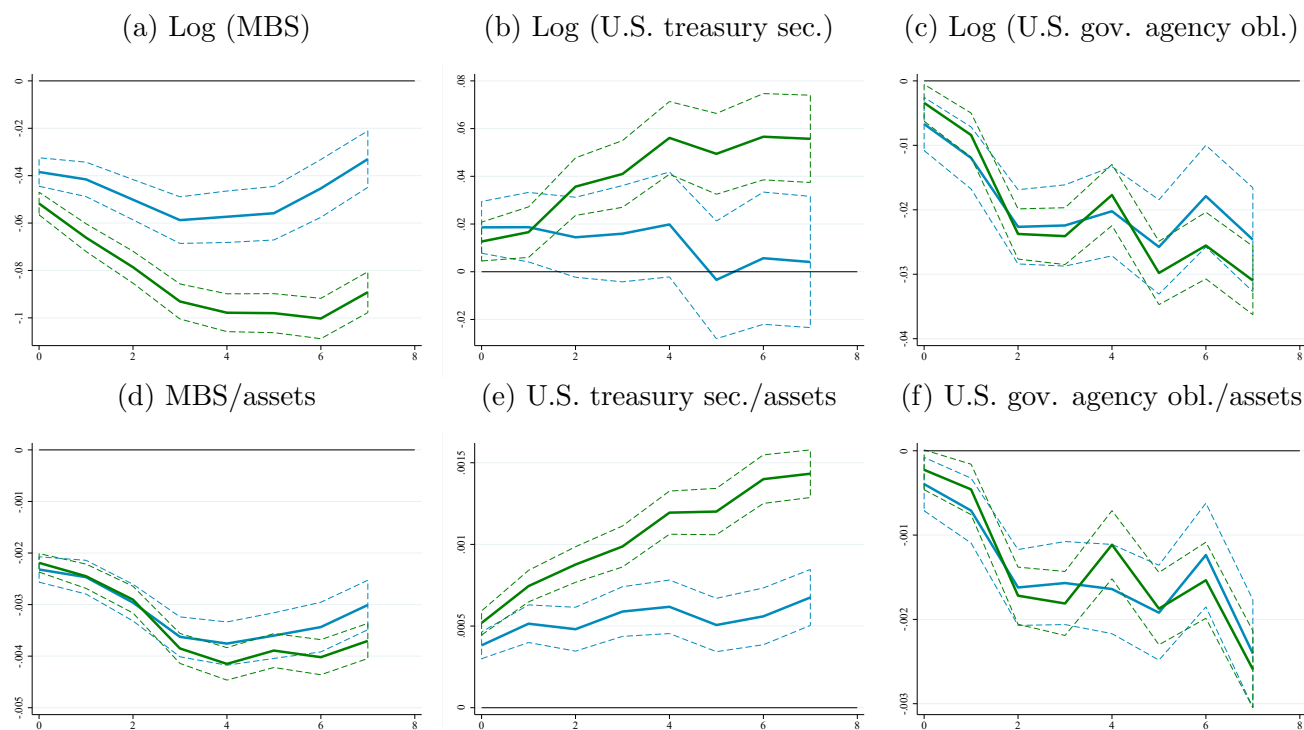 (a) Log (MBS)
(b) Log (U.S. treasury sec.)
(c) Log (U.S. gov. agency obl.)
0
-.02
-.04
-.06
-.08
-.1
0 2 4 6 8
.08
.06
.04
.02
0
-.02
0 2 4 6 8
0
-.01
-.02
-.03
-.04
0 2 4 6 8
(d) MBS/assets
(e) U.S. treasury sec./assets
(f) U.S. gov. agency obl./assets
0
-.001
-.002
-.003
-.004
-.005
0 2 4 6 8
.0015
.001
.0005
0
0 2 4 6 8
0
-.001
-.002
-.003
0 2 4 6 8